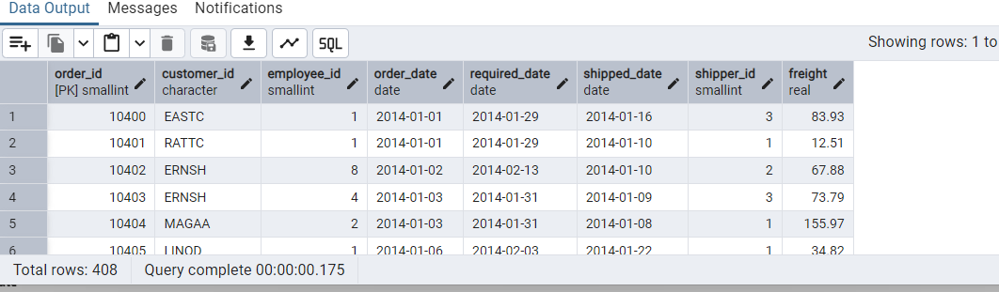 Data Output Messages Notifications
SQL
Showing rows: 1 to
order_id customer_id employee_id order_date required_date shipped_date shipper_id freight
[PK] smallint character smallint date date date smallint real
1 10400 EASTC 1 2014-01-01 2014-01-29 2014-01-16 3 83.93
2 10401 RATTC 1 2014-01-01 2014-01-29 2014-01-10 1 12.51
3 10402 ERNSH 8 2014-01-02 2014-02-13 2014-01-10 2 67.88
4 10403 ERNSH 4 2014-01-03 2014-01-31 2014-01-09 3 73.79
5 10404 MAGAA 2 2014-01-03 2014-01-31 2014-01-08 1 155.97
6 10405 LINOD 1 2014-01-06 2014-02-03 2014-01-22 1 34.82
Total rows: 408 Query complete 00:00:00.175